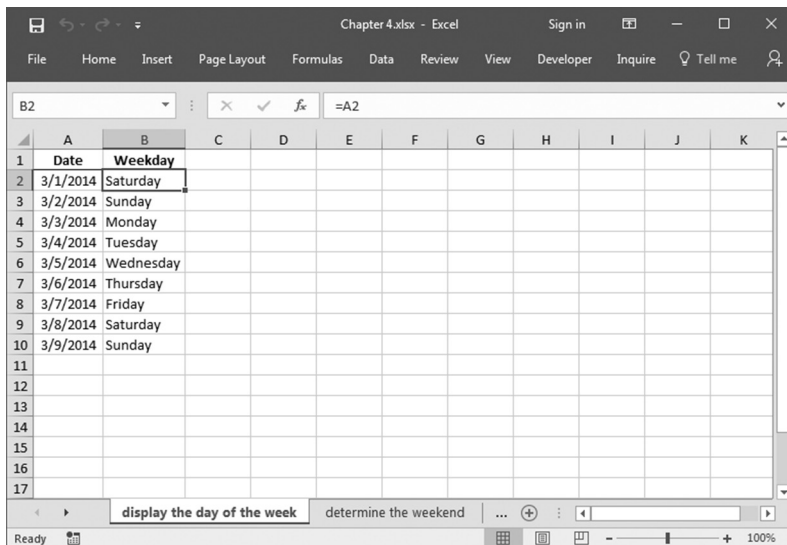 Chapter 4.xlsx - Excel
Sign in
File Home Insert Page Layout Formulas Data Review View Developer Inquire Tell me
B2 fx =A2
A B C D E F G H I J K
1 Date Weekday
2 3/1/2014 Saturday
3 3/2/2014 Sunday
4 3/3/2014 Monday
5 3/4/2014 Tuesday
6 3/5/2014 Wednesday
7 3/6/2014 Thursday
8 3/7/2014 Friday
9 3/8/2014 Saturday
10 3/9/2014 Sunday
11
12
13
14
15
16
17
display the day of the week determine the weekend ...
Ready 100%